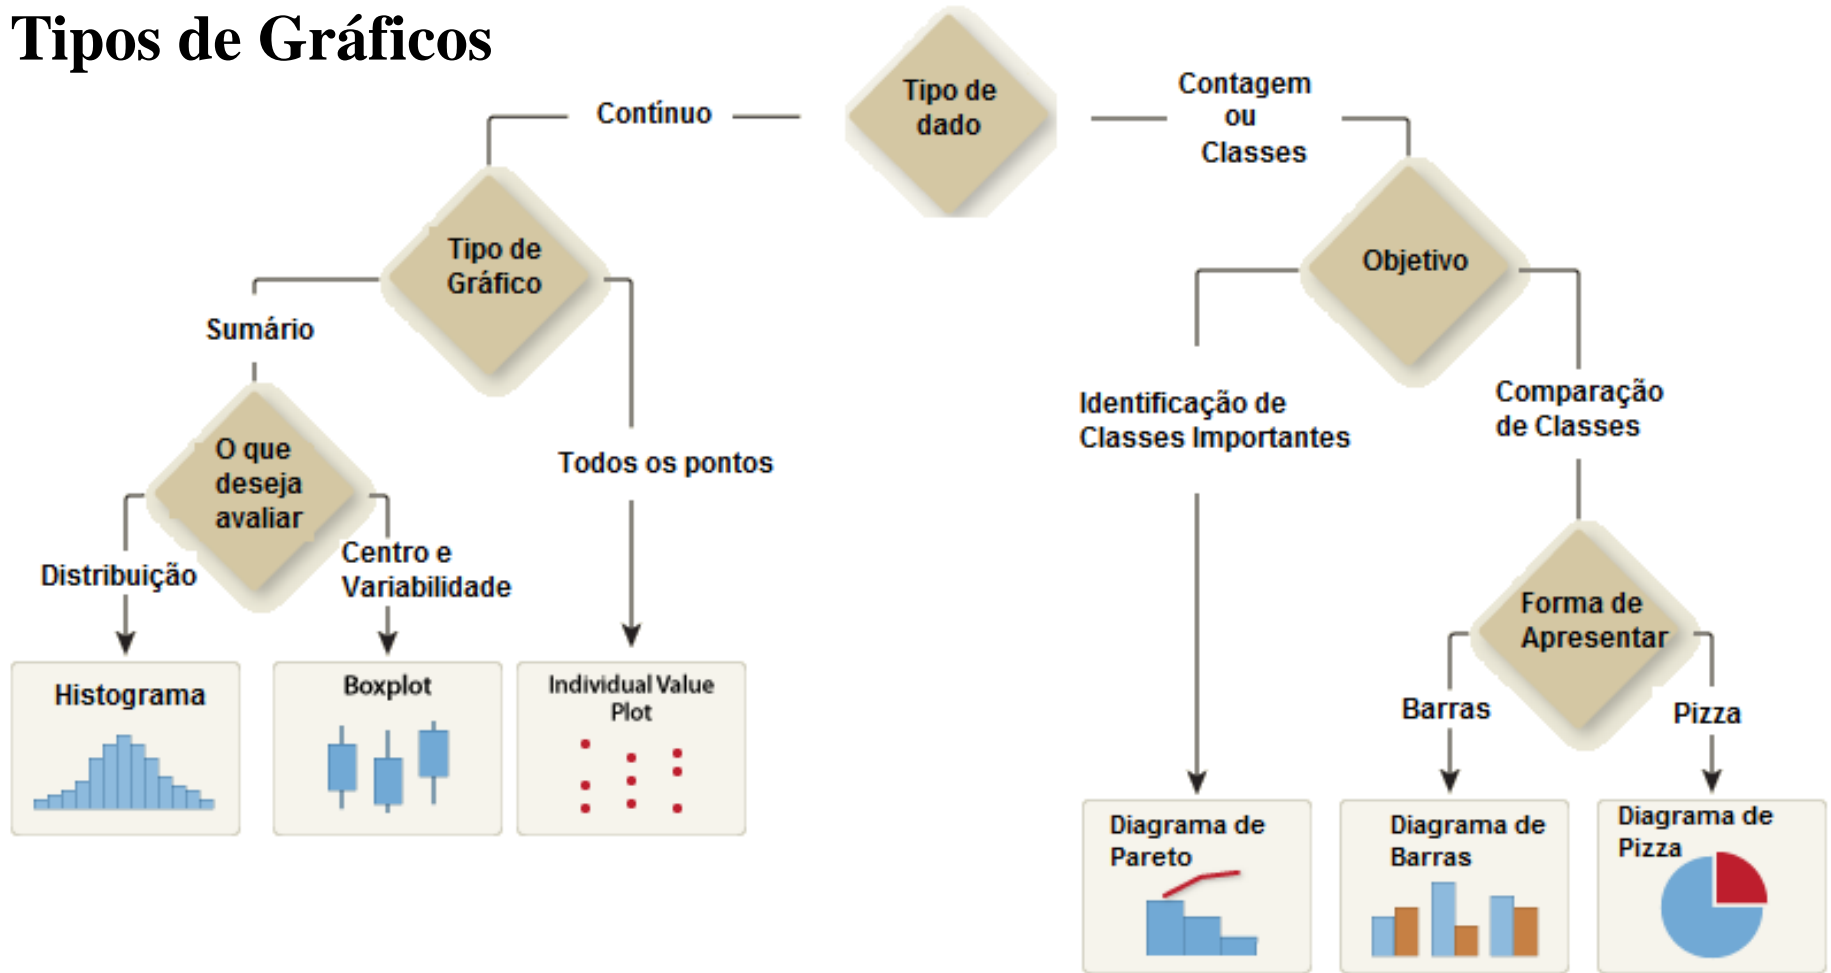 Tipos de Gráficos
Tipo de
dado
Contínuo
Contagem
ou
Classes
Tipo de
Gráfico
Objetivo
Sumário
Todos os pontos
Identificação de
Classes Importantes
Comparação
de Classes
O que
deseja
avaliar
Distribuição
Centro e
Variabilidade
Forma de
Apresentar
Barras
Pizza
Histograma
Boxplot
Individual Value
Plot
Diagrama de
Pareto
Diagrama de
Barras
Diagrama de
Pizza